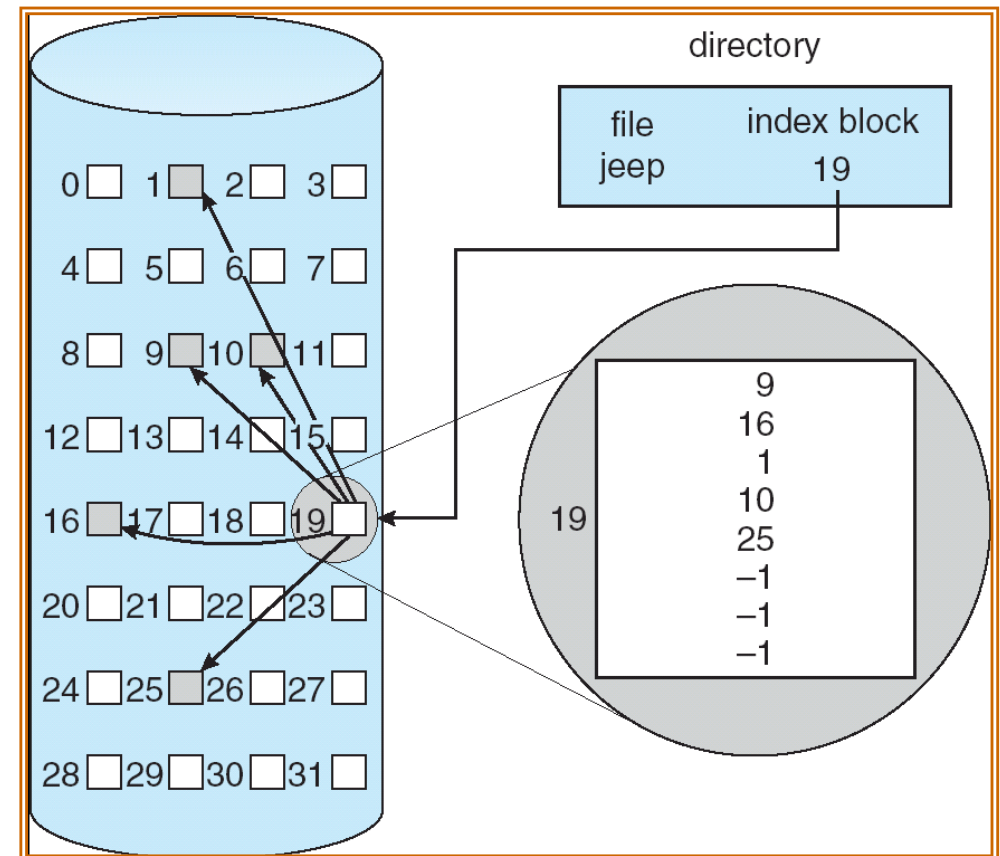 directory
file index block
jeep 19
0 1 2 3
4 5 6 7
8 9 10 11
12 13 14 15
16 17 18 19
20 21 22 23
24 25 26 27
28 29 30 31
19
9
16
1
10
25
–1
–1
–1